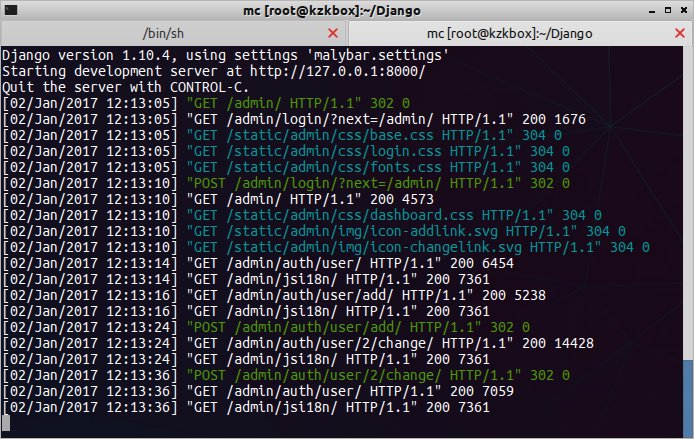 mc [root@kzkbox]:~/Django
/bin/sh
mc [root@kzkbox]:~/Django
Django version 1.10.4, using settings 'malybar.settings'
Starting development server at http://127.0.0.1:8000/
Quit the server with CONTROL-C.
[02/Jan/2017 12:13:05] "GET /admin/ HTTP/1.1" 302 0
[02/Jan/2017 12:13:05] "GET /admin/login/?next=/admin/ HTTP/1.1" 200 1676
[02/Jan/2017 12:13:05] "GET /static/admin/css/base.css HTTP/1.1" 304 0
[02/Jan/2017 12:13:05] "GET /static/admin/css/login.css HTTP/1.1" 304 0
[02/Jan/2017 12:13:05] "GET /static/admin/css/fonts.css HTTP/1.1" 304 0
[02/Jan/2017 12:13:10] "POST /admin/login/?next=/admin/ HTTP/1.1" 302 0
[02/Jan/2017 12:13:10] "GET /admin/ HTTP/1.1" 200 4573
[02/Jan/2017 12:13:10] "GET /static/admin/css/dashboard.css HTTP/1.1" 304 0
[02/Jan/2017 12:13:10] "GET /static/admin/img/icon-addlink.svg HTTP/1.1" 304 0
[02/Jan/2017 12:13:10] "GET /static/admin/img/icon-changelink.svg HTTP/1.1" 304 0
[02/Jan/2017 12:13:14] "GET /admin/auth/user/ HTTP/1.1" 200 6454
[02/Jan/2017 12:13:14] "GET /admin/jsi18n/ HTTP/1.1" 200 7361
[02/Jan/2017 12:13:16] "GET /admin/auth/user/add/ HTTP/1.1" 200 5238
[02/Jan/2017 12:13:16] "GET /admin/jsi18n/ HTTP/1.1" 200 7361
[02/Jan/2017 12:13:24] "POST /admin/auth/user/add/ HTTP/1.1" 302 0
[02/Jan/2017 12:13:24] "GET /admin/auth/user/2/change/ HTTP/1.1" 200 14428
[02/Jan/2017 12:13:24] "GET /admin/jsi18n/ HTTP/1.1" 200 7361
[02/Jan/2017 12:13:36] "POST /admin/auth/user/2/change/ HTTP/1.1" 302 0
[02/Jan/2017 12:13:36] "GET /admin/auth/user/ HTTP/1.1" 200 7059
[02/Jan/2017 12:13:36] "GET /admin/jsi18n/ HTTP/1.1" 200 7361